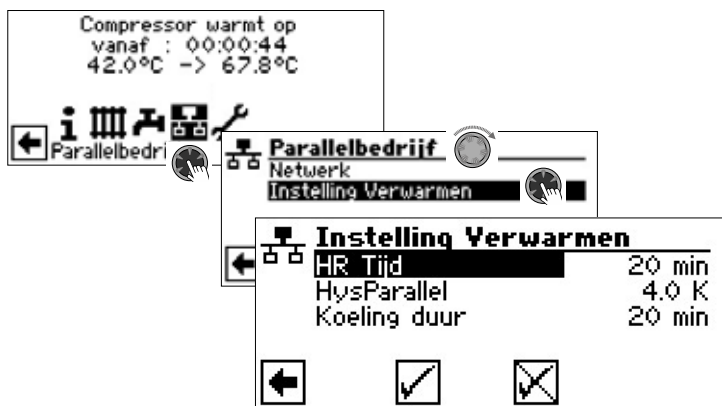 Compressor warmt op
vanaf : 00:00:44
42.0°C -> 67.8°C
Parallelbedri
Parallelbedrijf
Netwerk
Instelling Verwarmen
Instelling Verwarmen
HR Tijd 20 min
HysParallel 4.0 K
Koeling duur 20 min